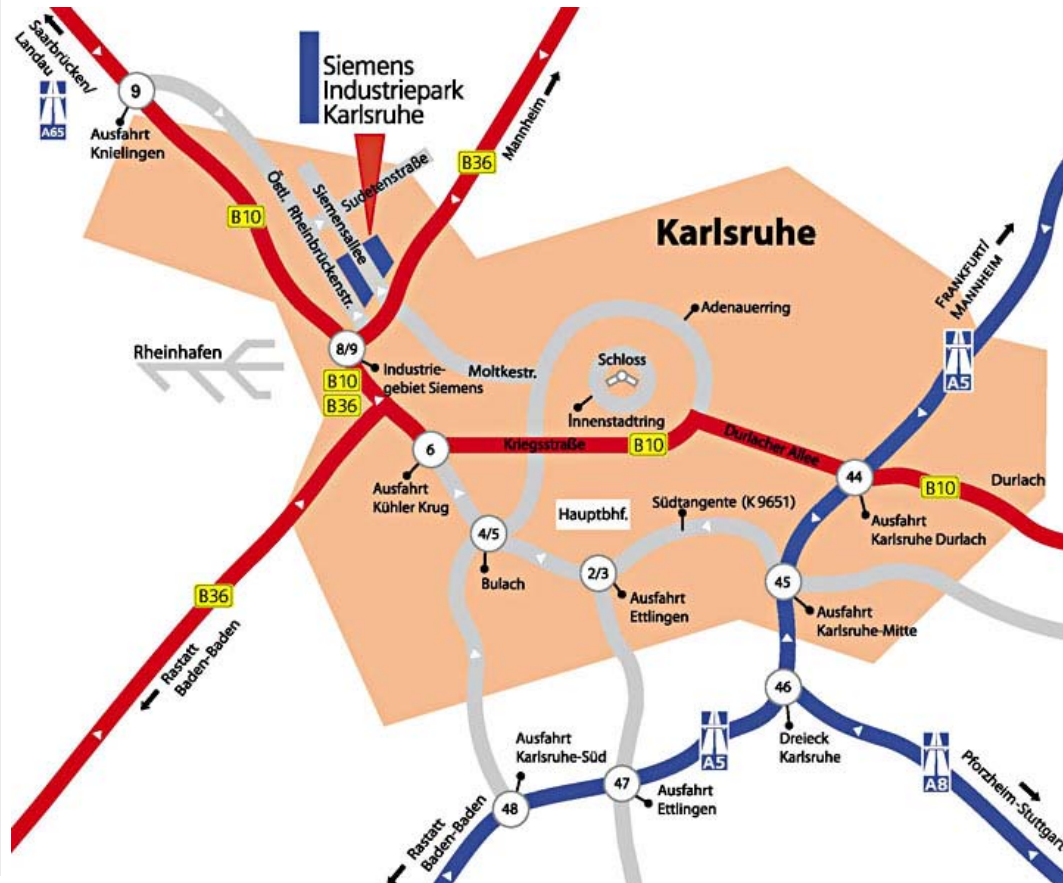 Saarbrücken/
Landau
A65
9
Ausfahrt
Knielingen
Siemens
Industriepark
Karlsruhe
Mannheim
B36
B10
Östl. Rheinbrückenstr.
Siemensallee
Sudetenstraße
Karlsruhe
FRANKFURT/
MANNHEIM
A5
Adenauerring
Rheinhafen
8/9
Industrie-
gebiet Siemens
B10
B36
Moltkestr.
Schloss
Innenstadtring
6
Kriegsstraße
B10
Durlacher Allee
44
B10
Durlach
Ausfahrt
Kühler Krug
Hauptbhf.
Südtangente (K 9651)
Ausfahrt
Karlsruhe Durlach
4/5
Bulach
2/3
Ausfahrt
Ettlingen
45
Ausfahrt
Karlsruhe-Mitte
B36
Rastatt
Baden-Baden
46
Dreieck
Karlsruhe
Ausfahrt
Karlsruhe-Süd
A5
A8
Pforzheim-Stuttgart
47
Ausfahrt
Ettlingen
48
Rastatt
Baden-Baden